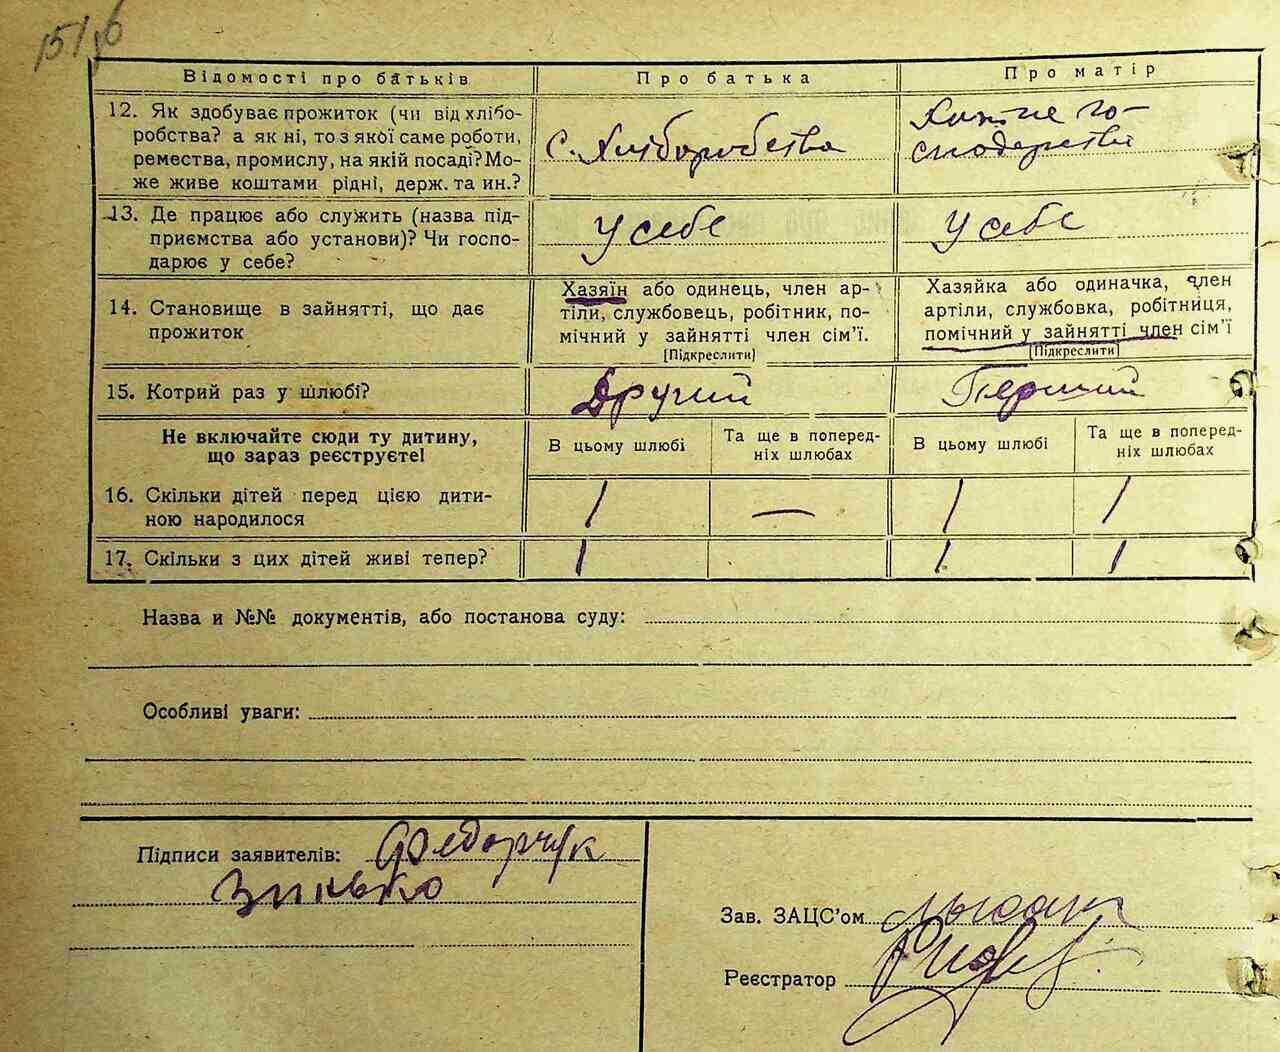 15/36
Відомості про батьків Про батька Про матір
12. Як здобуває прожиток (чи від хлібо-
робства? а як ні, то з якої саме роботи,
ремества, промислу, на якій посаді? Мо-
же живе коштами рідні, держ. та ин.?
с. Хліборобства
сподарстві
13. Де працює або служить (назва під-
приємства або установи)? Чи госпо-
дарює у себе?
У себе
У себе
14. Становище в зайнятті, що дає
прожиток
Хазяїн або одинець, член ар-
тіли, службовець, робітник, по-
мічний у зайнятті член сім'ї.
[Підкреслити]
Хазяйка або одиначка, член
артіли, службовка, робітниця,
помічний у зайнятті член сім'ї
[Підкреслити]
15. Котрий раз у шлюбі? Другий Перший
Не включайте сюди ту дитину,
що зараз реєструєте!
В цьому шлюбі
Та ще в поперед-
ніх шлюбах
В цьому шлюбі
Та ще в поперед-
ніх шлюбах
16. Скільки дітей перед цією дити-
ною народилося
1 — 1 1
17. Скільки з цих дітей живі тепер? 1 1 1
Назва и №№ документів, або постанова суду:
Особливі уваги:
Підписи заявителів: Федорчук
Зинько
Зав. ЗАЦС'ом
Реєстратор